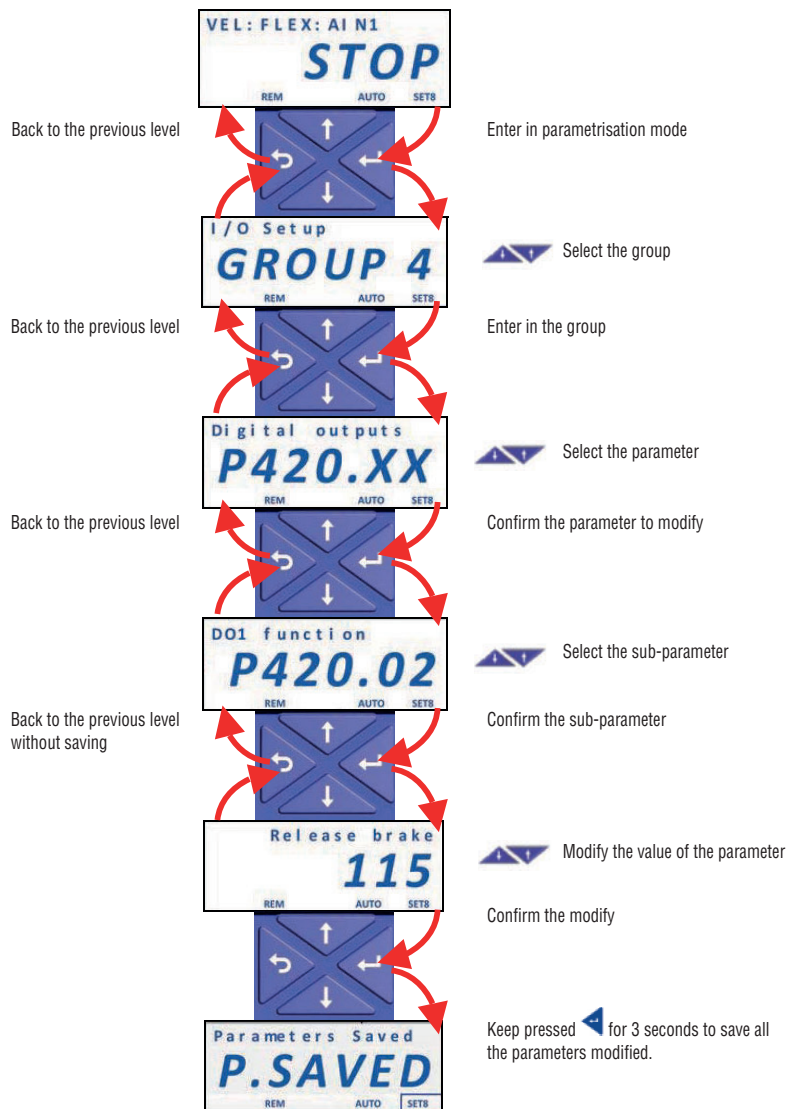 VEL: FLEX: AIN1
STOP
REM AUTO SET8
Back to the previous level
Enter in parametrisation mode
I/O Setup
GROUP 4
REM AUTO SET8
Select the group
Back to the previous level
Enter in the group
Digital outputs
P420.XX
REM AUTO SET8
Select the parameter
Back to the previous level
Confirm the parameter to modify
DO1 function
P420.02
REM AUTO SET8
Select the sub-parameter
Back to the previous level
without saving
Confirm the sub-parameter
Release brake
115
REM AUTO SET8
Modify the value of the parameter
Confirm the modify
Parameters Saved
P.SAVED
REM AUTO SET8
Keep pressed for 3 seconds to save all
the parameters modified.